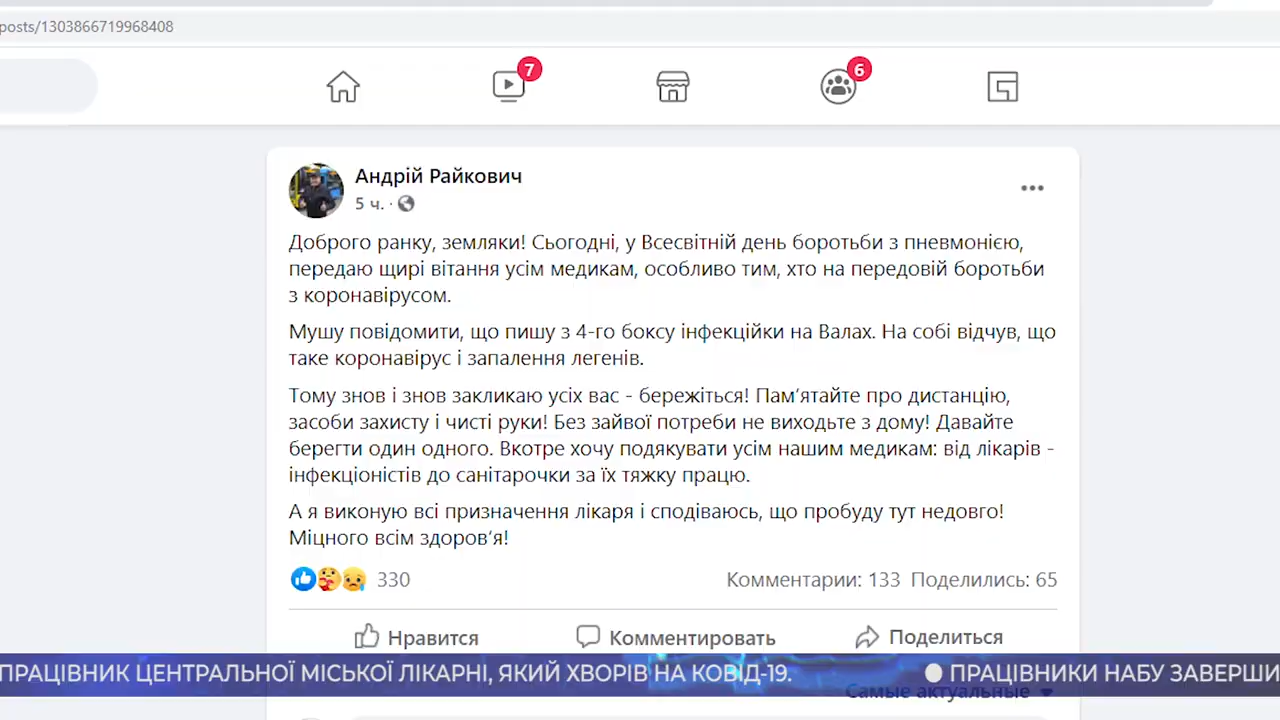 posts/1303866719968408
7
6
Андрій Райкович
5 ч. ·
Доброго ранку, земляки! Сьогодні, у Всесвітній день боротьби з пневмонією,
передаю щирі вітання усім медикам, особливо тим, хто на передовій боротьби
з коронавірусом.
Мушу повідомити, що пишу з 4-го боксу інфекційки на Валах. На собі відчув, що
таке коронавірус і запалення легенів.
Тому знов і знов закликаю усіх вас - бережіться! Пам’ятайте про дистанцію,
засоби захисту і чисті руки! Без зайвої потреби не виходьте з дому! Давайте
берегти один одного. Вкотре хочу подякувати усім нашим медикам: від лікарів -
інфекціоністів до санітарочки за їх тяжку працю.
А я виконую всі призначення лікаря і сподіваюсь, що пробуду тут недовго!
Міцного всім здоров’я!
330 Комментарии: 133 Поделились: 65
Нравится Комментировать Поделиться
ПРАЦІВНИК ЦЕНТРАЛЬНОЇ МІСЬКОЇ ЛІКАРНІ, ЯКИЙ ХВОРІВ НА КОВІД-19. ПРАЦІВНИКИ НАБУ ЗАВЕРШИ
Самые актуальные